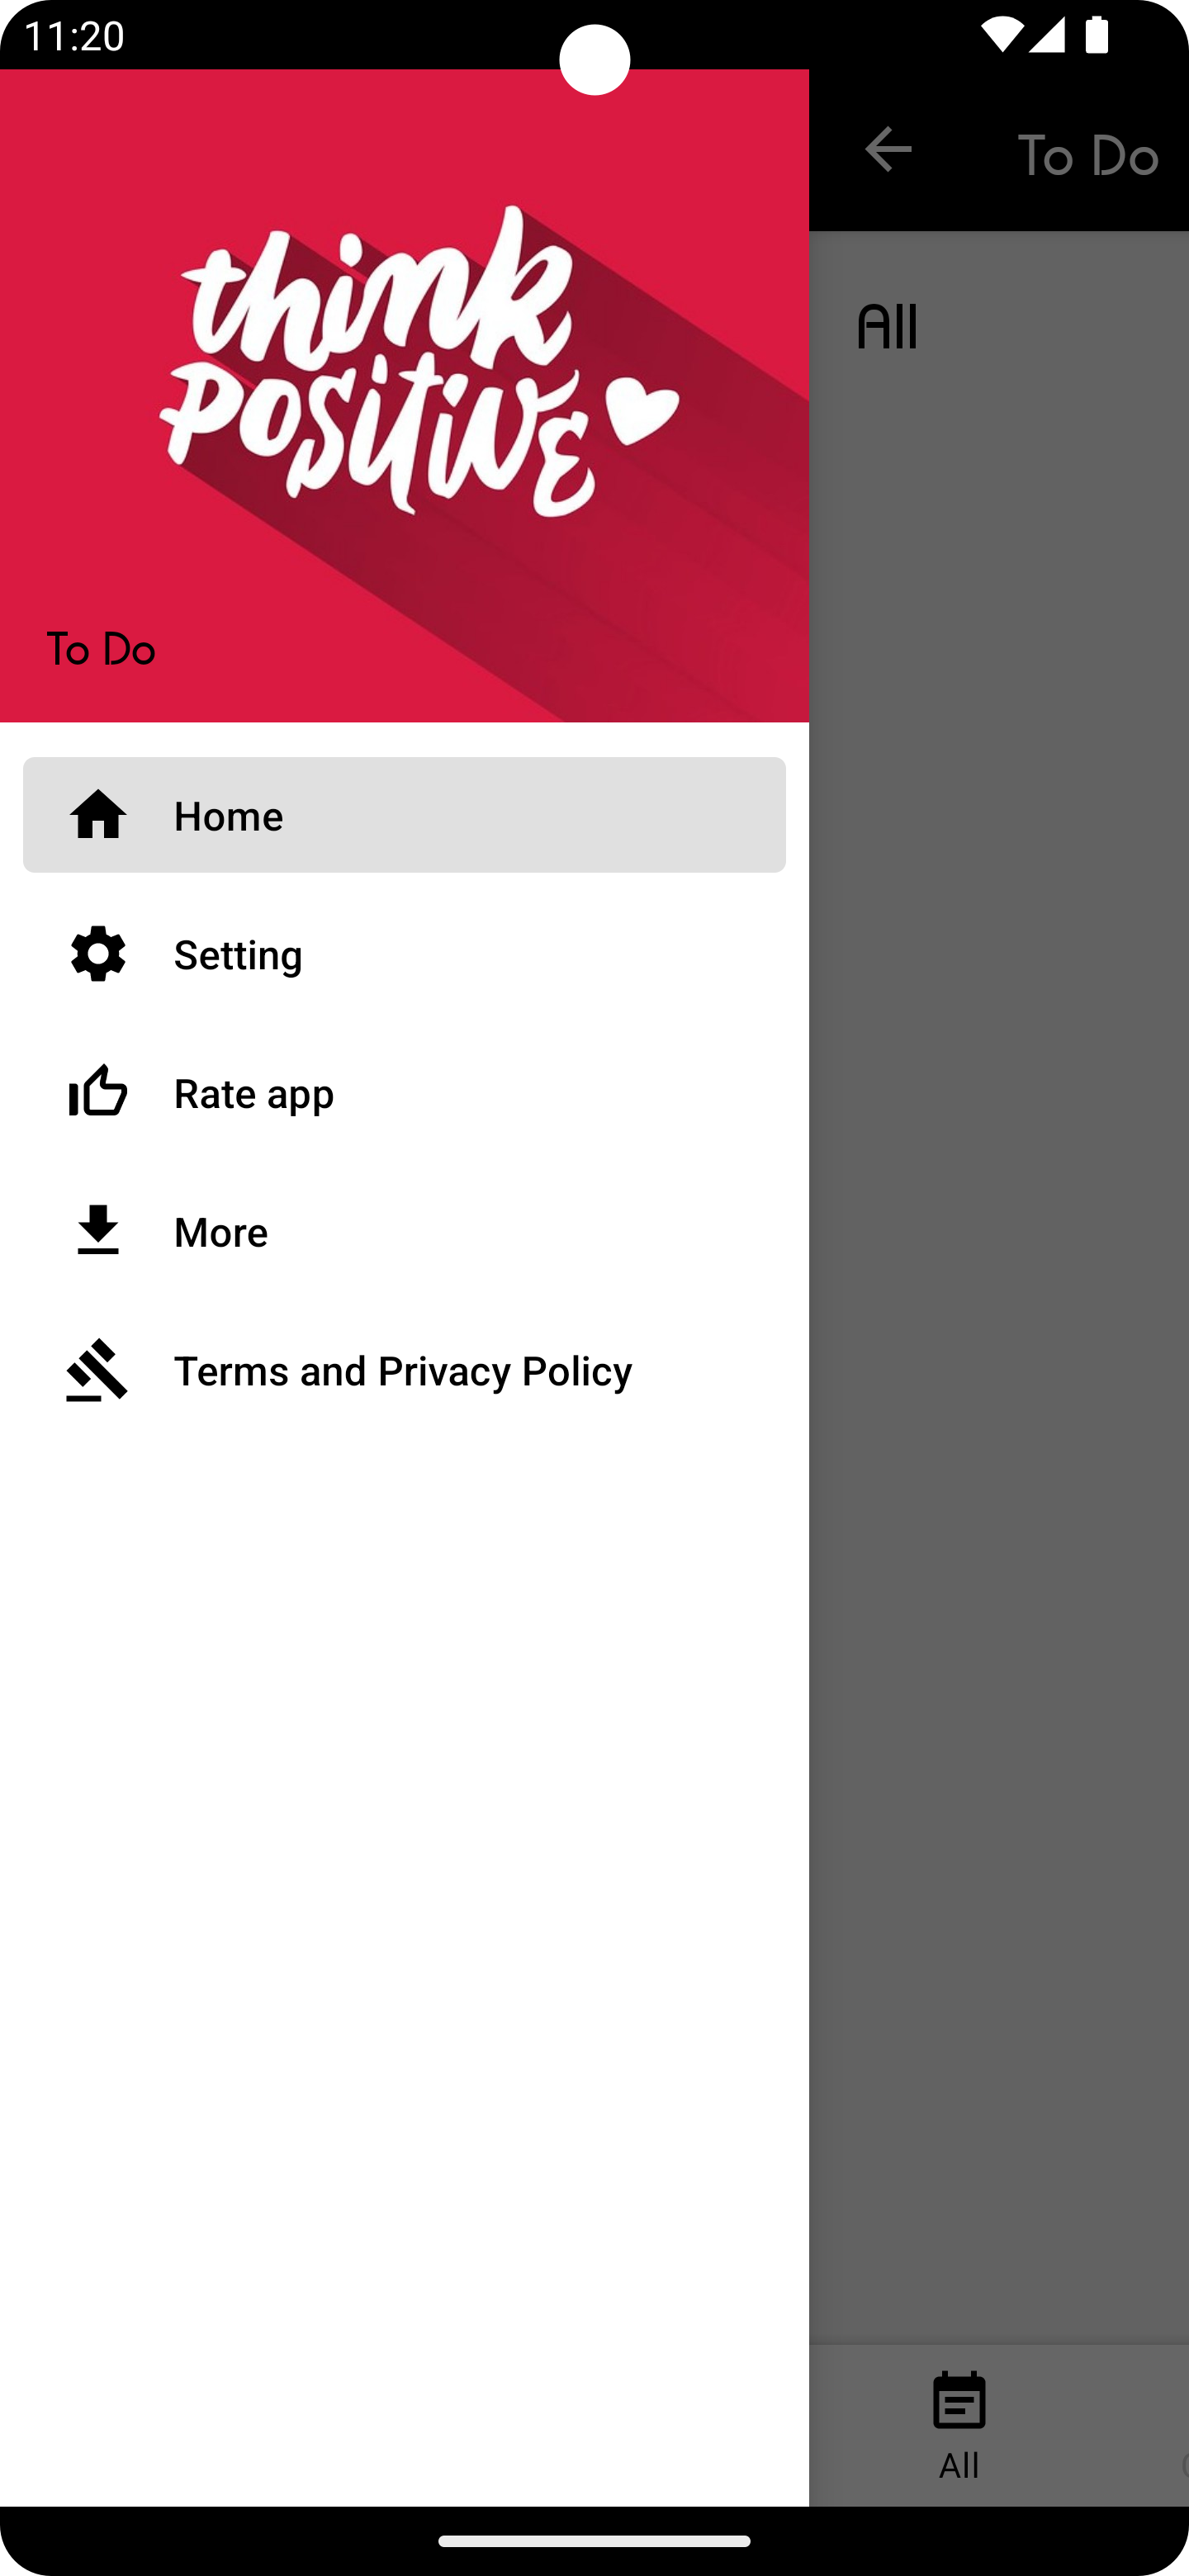 11:20
To Do
think
positive
To Do
All
Home
Setting
Rate app
More
Terms and Privacy Policy
All